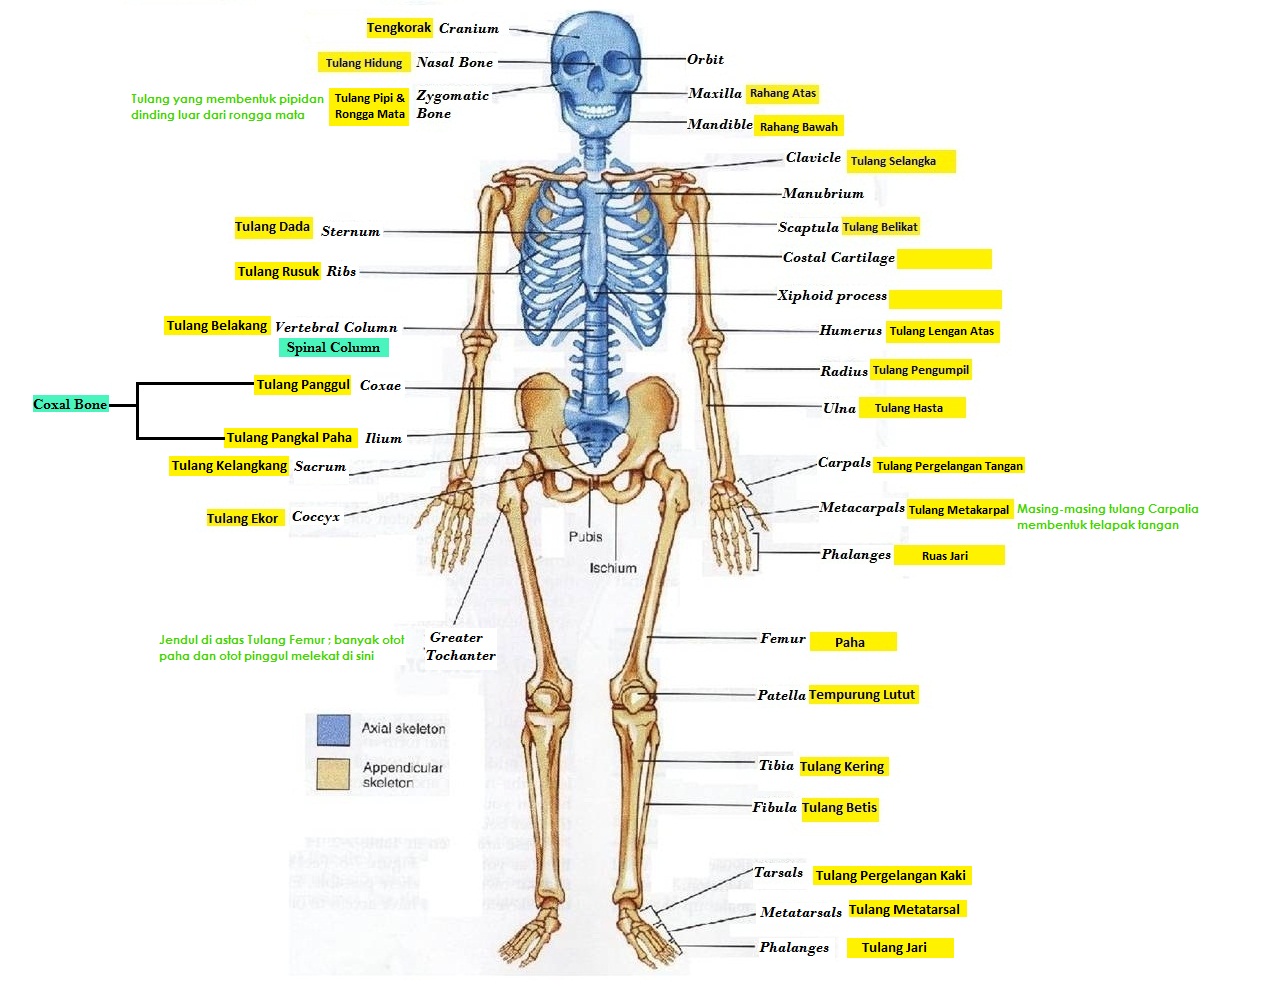 Tengkorak Cranium
Tulang Hidung Nasal Bone
Orbit
Tulang yang membentuk pipidan
dinding luar dari rongga mata
Tulang Pipi &
Rongga Mata
Zygomatic
Bone
Maxilla Rahang Atas
Mandible Rahang Bawah
Clavicle Tulang Selangka
Manubrium
Tulang Dada Sternum
Scaptula Tulang Belikat
Costal Cartilage
Tulang Rusuk Ribs
Xiphoid process
Tulang Belakang Vertebral Column
Spinal Column
Humerus Tulang Lengan Atas
Radius Tulang Pengumpil
Tulang Panggul Coxae
Coxal Bone
Ulna Tulang Hasta
Tulang Pangkal Paha Ilium
Tulang Kelangkang Sacrum
Carpals Tulang Pergelangan Tangan
Tulang Ekor Coccyx
Metacarpals Tulang Metakarpal
Masing-masing tulang Carpalia
membentuk telapak tangan
Pubis
Ischium
Phalanges Ruas Jari
Jendul di astas Tulang Femur : banyak otot
paha dan otot pinggul melekat di sini
Greater
Tochanter
Femur Paha
Patella Tempurung Lutut
Axial skeleton
Appendicular
skeleton
Tibia Tulang Kering
Fibula Tulang Betis
Tarsals Tulang Pergelangan Kaki
Metatarsals Tulang Metatarsal
Phalanges Tulang Jari